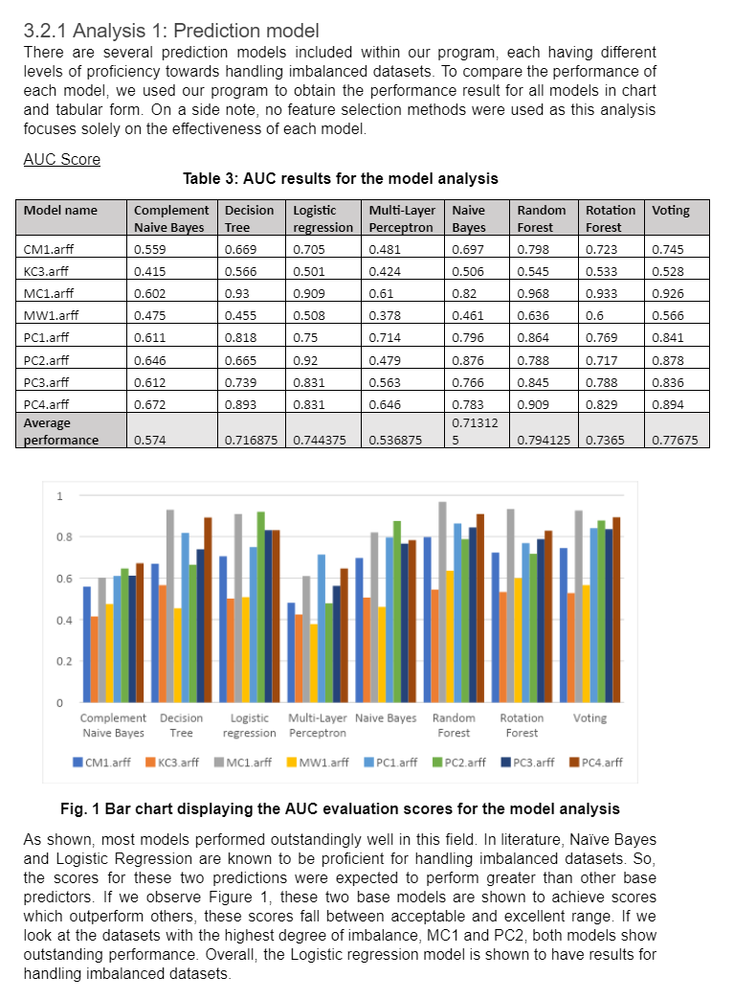 3.2.1 Analysis 1: Prediction model
There are several prediction models included within our program, each having different
levels of proficiency towards handling imbalanced datasets. To compare the performance of
each model, we used our program to obtain the performance result for all models in chart
and tabular form. On a side note, no feature selection methods were used as this analysis
focuses solely on the effectiveness of each model.
AUC Score
Table 3: AUC results for the model analysis
Model name Complement Naive Bayes Decision Tree Logistic regression Multi-Layer Perceptron Naive Bayes Random Forest Rotation Forest Voting
CM1.arff 0.559 0.669 0.705 0.481 0.697 0.798 0.723 0.745
KC3.arff 0.415 0.566 0.501 0.424 0.506 0.545 0.533 0.528
MC1.arff 0.602 0.93 0.909 0.61 0.82 0.968 0.933 0.926
MW1.arff 0.475 0.455 0.508 0.378 0.461 0.636 0.6 0.566
PC1.arff 0.611 0.818 0.75 0.714 0.796 0.864 0.769 0.841
PC2.arff 0.646 0.665 0.92 0.479 0.876 0.788 0.717 0.878
PC3.arff 0.612 0.739 0.831 0.563 0.766 0.845 0.788 0.836
PC4.arff 0.672 0.893 0.831 0.646 0.783 0.909 0.829 0.894
Average performance 0.574 0.716875 0.744375 0.536875 0.713125 0.794125 0.7365 0.77675
1
0.8
0.6
0.4
0.2
0
Complement Naive Bayes Decision Tree Logistic regression Multi-Layer Perceptron Naive Bayes Random Forest Rotation Forest Voting
CM1.arff KC3.arff MC1.arff MW1.arff PC1.arff PC2.arff PC3.arff PC4.arff
Fig. 1 Bar chart displaying the AUC evaluation scores for the model analysis
As shown, most models performed outstandingly well in this field. In literature, Naïve Bayes
and Logistic Regression are known to be proficient for handling imbalanced datasets. So,
the scores for these two predictions were expected to perform greater than other base
predictors. If we observe Figure 1, these two base models are shown to achieve scores
which outperform others, these scores fall between acceptable and excellent range. If we
look at the datasets with the highest degree of imbalance, MC1 and PC2, both models show
outstanding performance. Overall, the Logistic regression model is shown to have results for
handling imbalanced datasets.